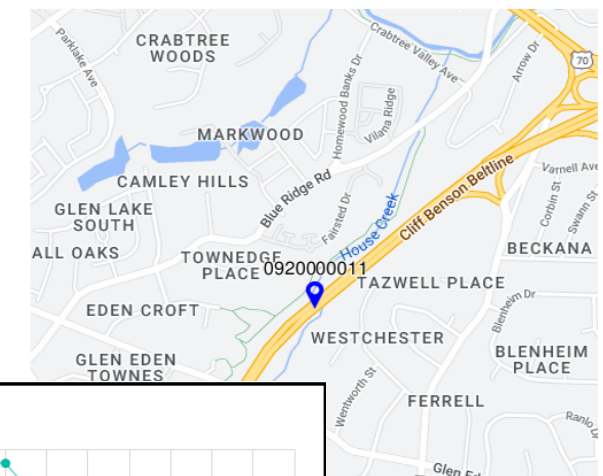 Parklake Ave
CRABTREE
WOODS
Crabtree Valley Ave
Arrow Dr
70
Homewood Banks Dr
Vilana Ridge
MARKWOOD
CAMLEY HILLS
Blue Ridge Rd
Fairsted Dr
House Creek
Cliff Benson Beltline
Varnell Ave
Corbin St
Swann St
GLEN LAKE
SOUTH
ALL OAKS
TOWNEDGE
PLACE
0920000011
TAZWELL PLACE
BECKANA
EDEN CROFT
Blenheim Dr
WESTCHESTER
BLENHEIM
PLACE
GLEN EDEN
TOWNES
Wentworth St
FERRELL
Ranlo D
Glen Ed